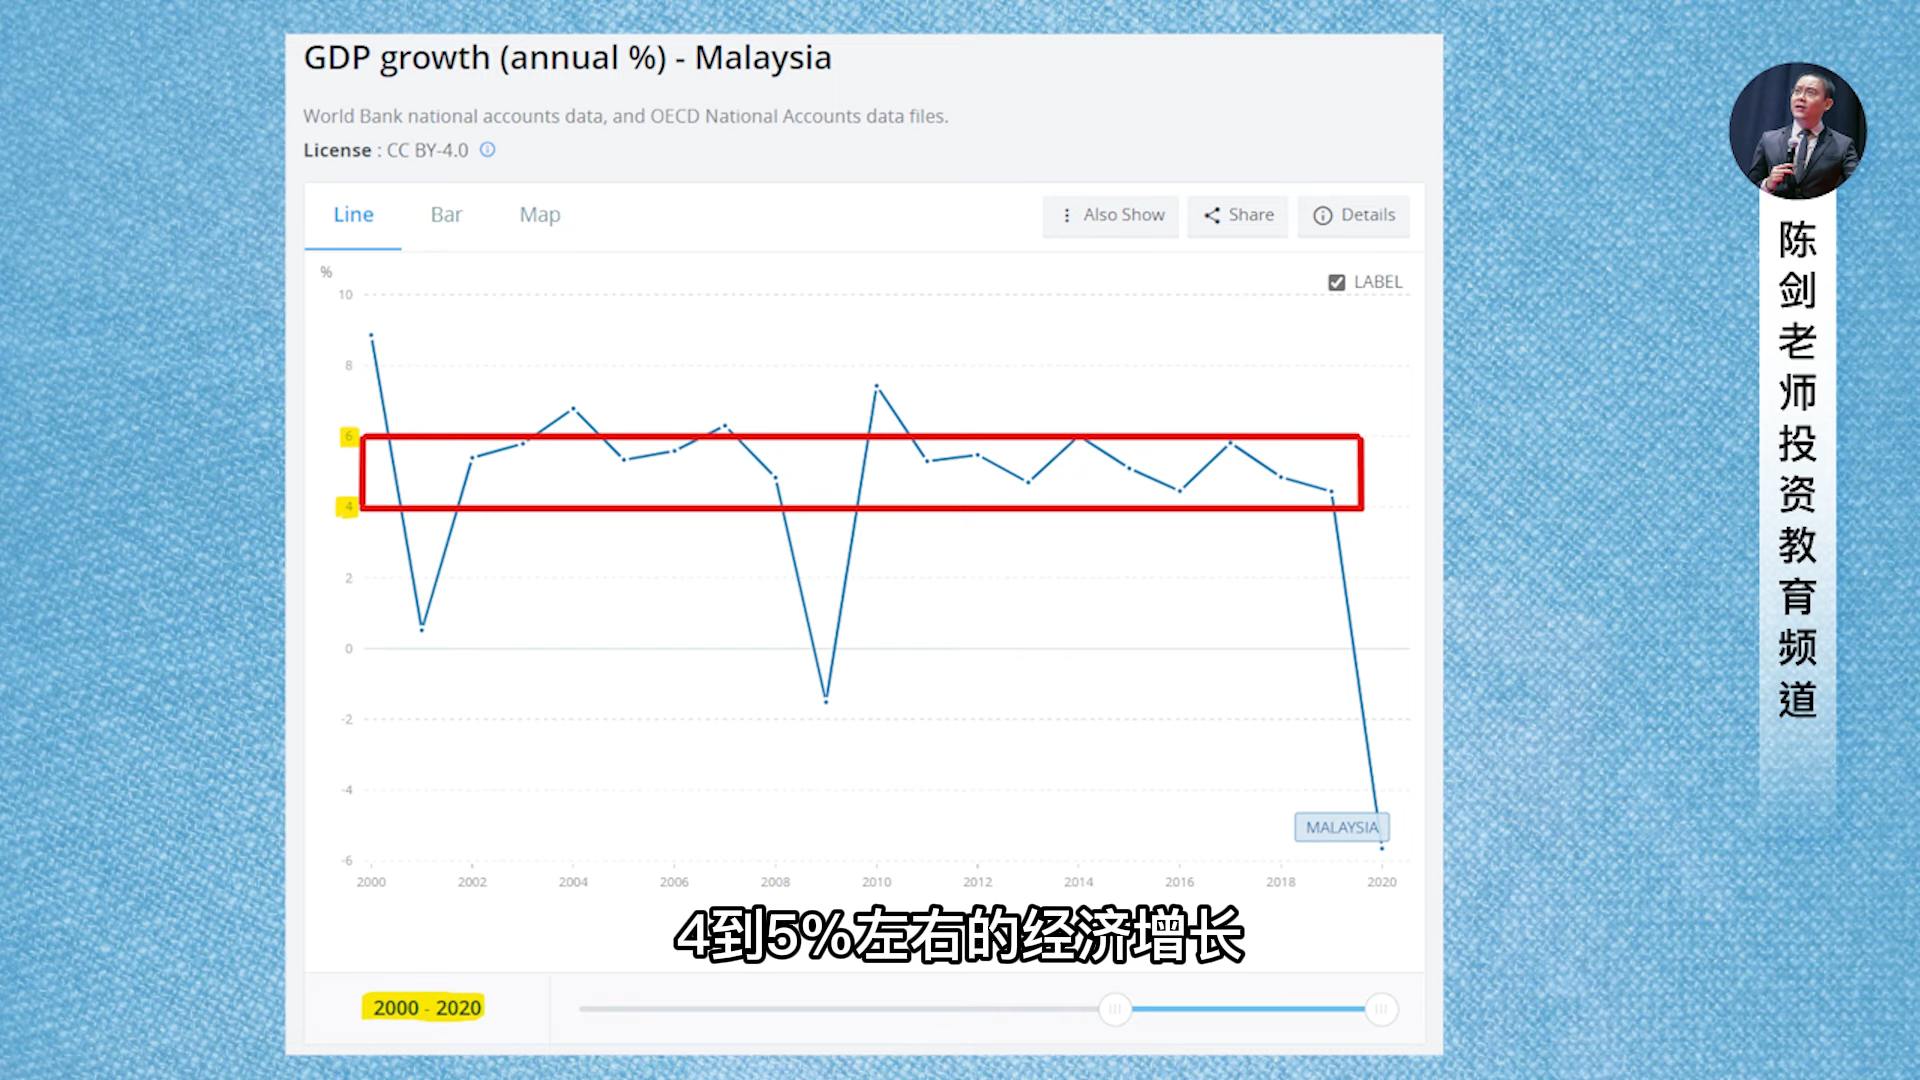 GDP growth (annual %) - Malaysia
World Bank national accounts data, and OECD National Accounts data files.
License : CC BY-4.0
Line Bar Map Also Show Share Details
%
LABEL
10
8
6
4
2
0
-2
-4
-6
MALAYSIA
2000 2002 2004 2006 2008 2010 2012 2014 2016 2018 2020
4到5%左右的经济增长
2000 - 2020
陈剑老师投资教育频道